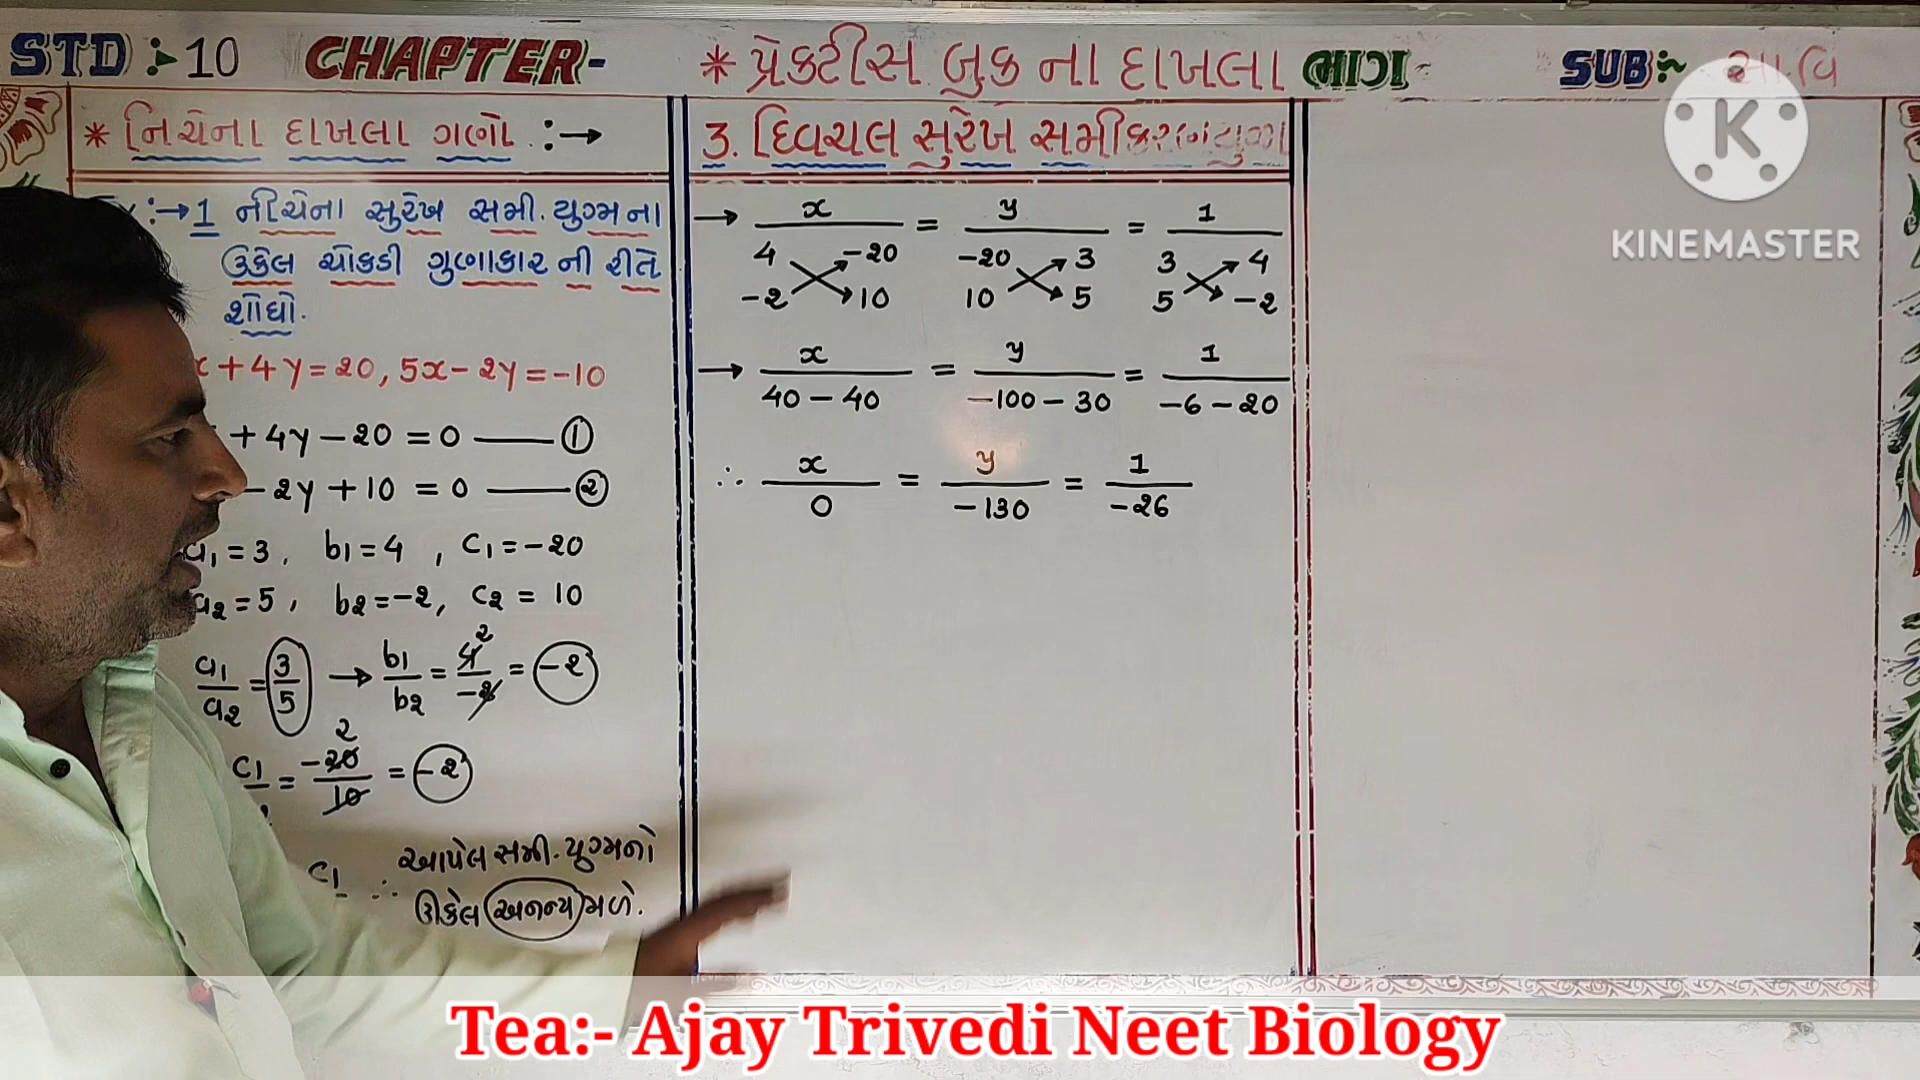 STD :- 10 CHAPTER:- * પ્રેક્ટીસ બુક ના દાખલા ભાગ:- SUB:-
* નિચેના દાખલા ગણો :→
:→ 1 નીચેના સુરેખ સમી. યુગ્મ ના
ઉકેલ ચોકડી ગુણાકાર ની રીતે
શોધો.
x + 4y = 20, 5x - 2y = -10
+ 4y - 20 = 0 —— ①
- 2y + 10 = 0 —— ②
a1 = 3, b1 = 4, c1 = -20
a2 = 5, b2 = -2, c2 = 10
a1/a2 = 3/5 → b1/b2 = 4/-2 = -2
2
2
c1 = -20/10 = -2
c1 ∴ આપેલ સમી. યુગ્મનો
ઊકેલ અનન્ય મળે.
3. દ્વિચલ સુરેખ સમીકરણયુગ્મ
→ x = y = 1
4 -20 -20 3 3 4
-2 10 10 5 5 -2
→ x/(40 - 40) = y/(-100 - 30) = 1/(-6 - 20)
∴ x/0 = y/-130 = 1/-26
K
KINEMASTER
Tea:- Ajay Trivedi Neet Biology